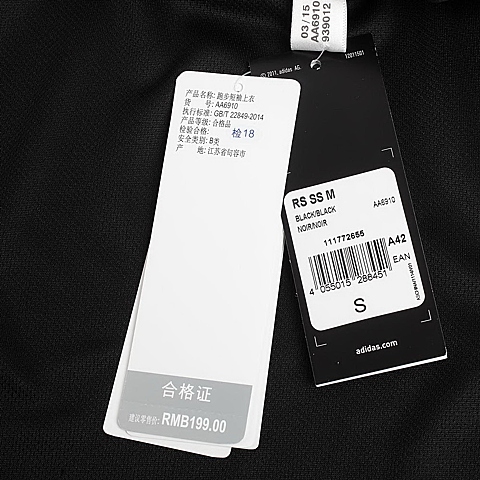 03/15
AA6910
939012
© 2011, adidas AG.
12011501
产品名称: 跑步短袖上衣
货 号: AA6910
执行标准: GB/T 22849-2014
产品等级: 合格品
检验合格: 检18
安全类别: B类
产 地: 江苏省句容市
合格证
建议零售价: RMB199.00
RS SS M
BLACK/BLACK
AA6910
NOIR/NOIR
111772655
A42
EAN
4 055015 288451
S
adidas.com